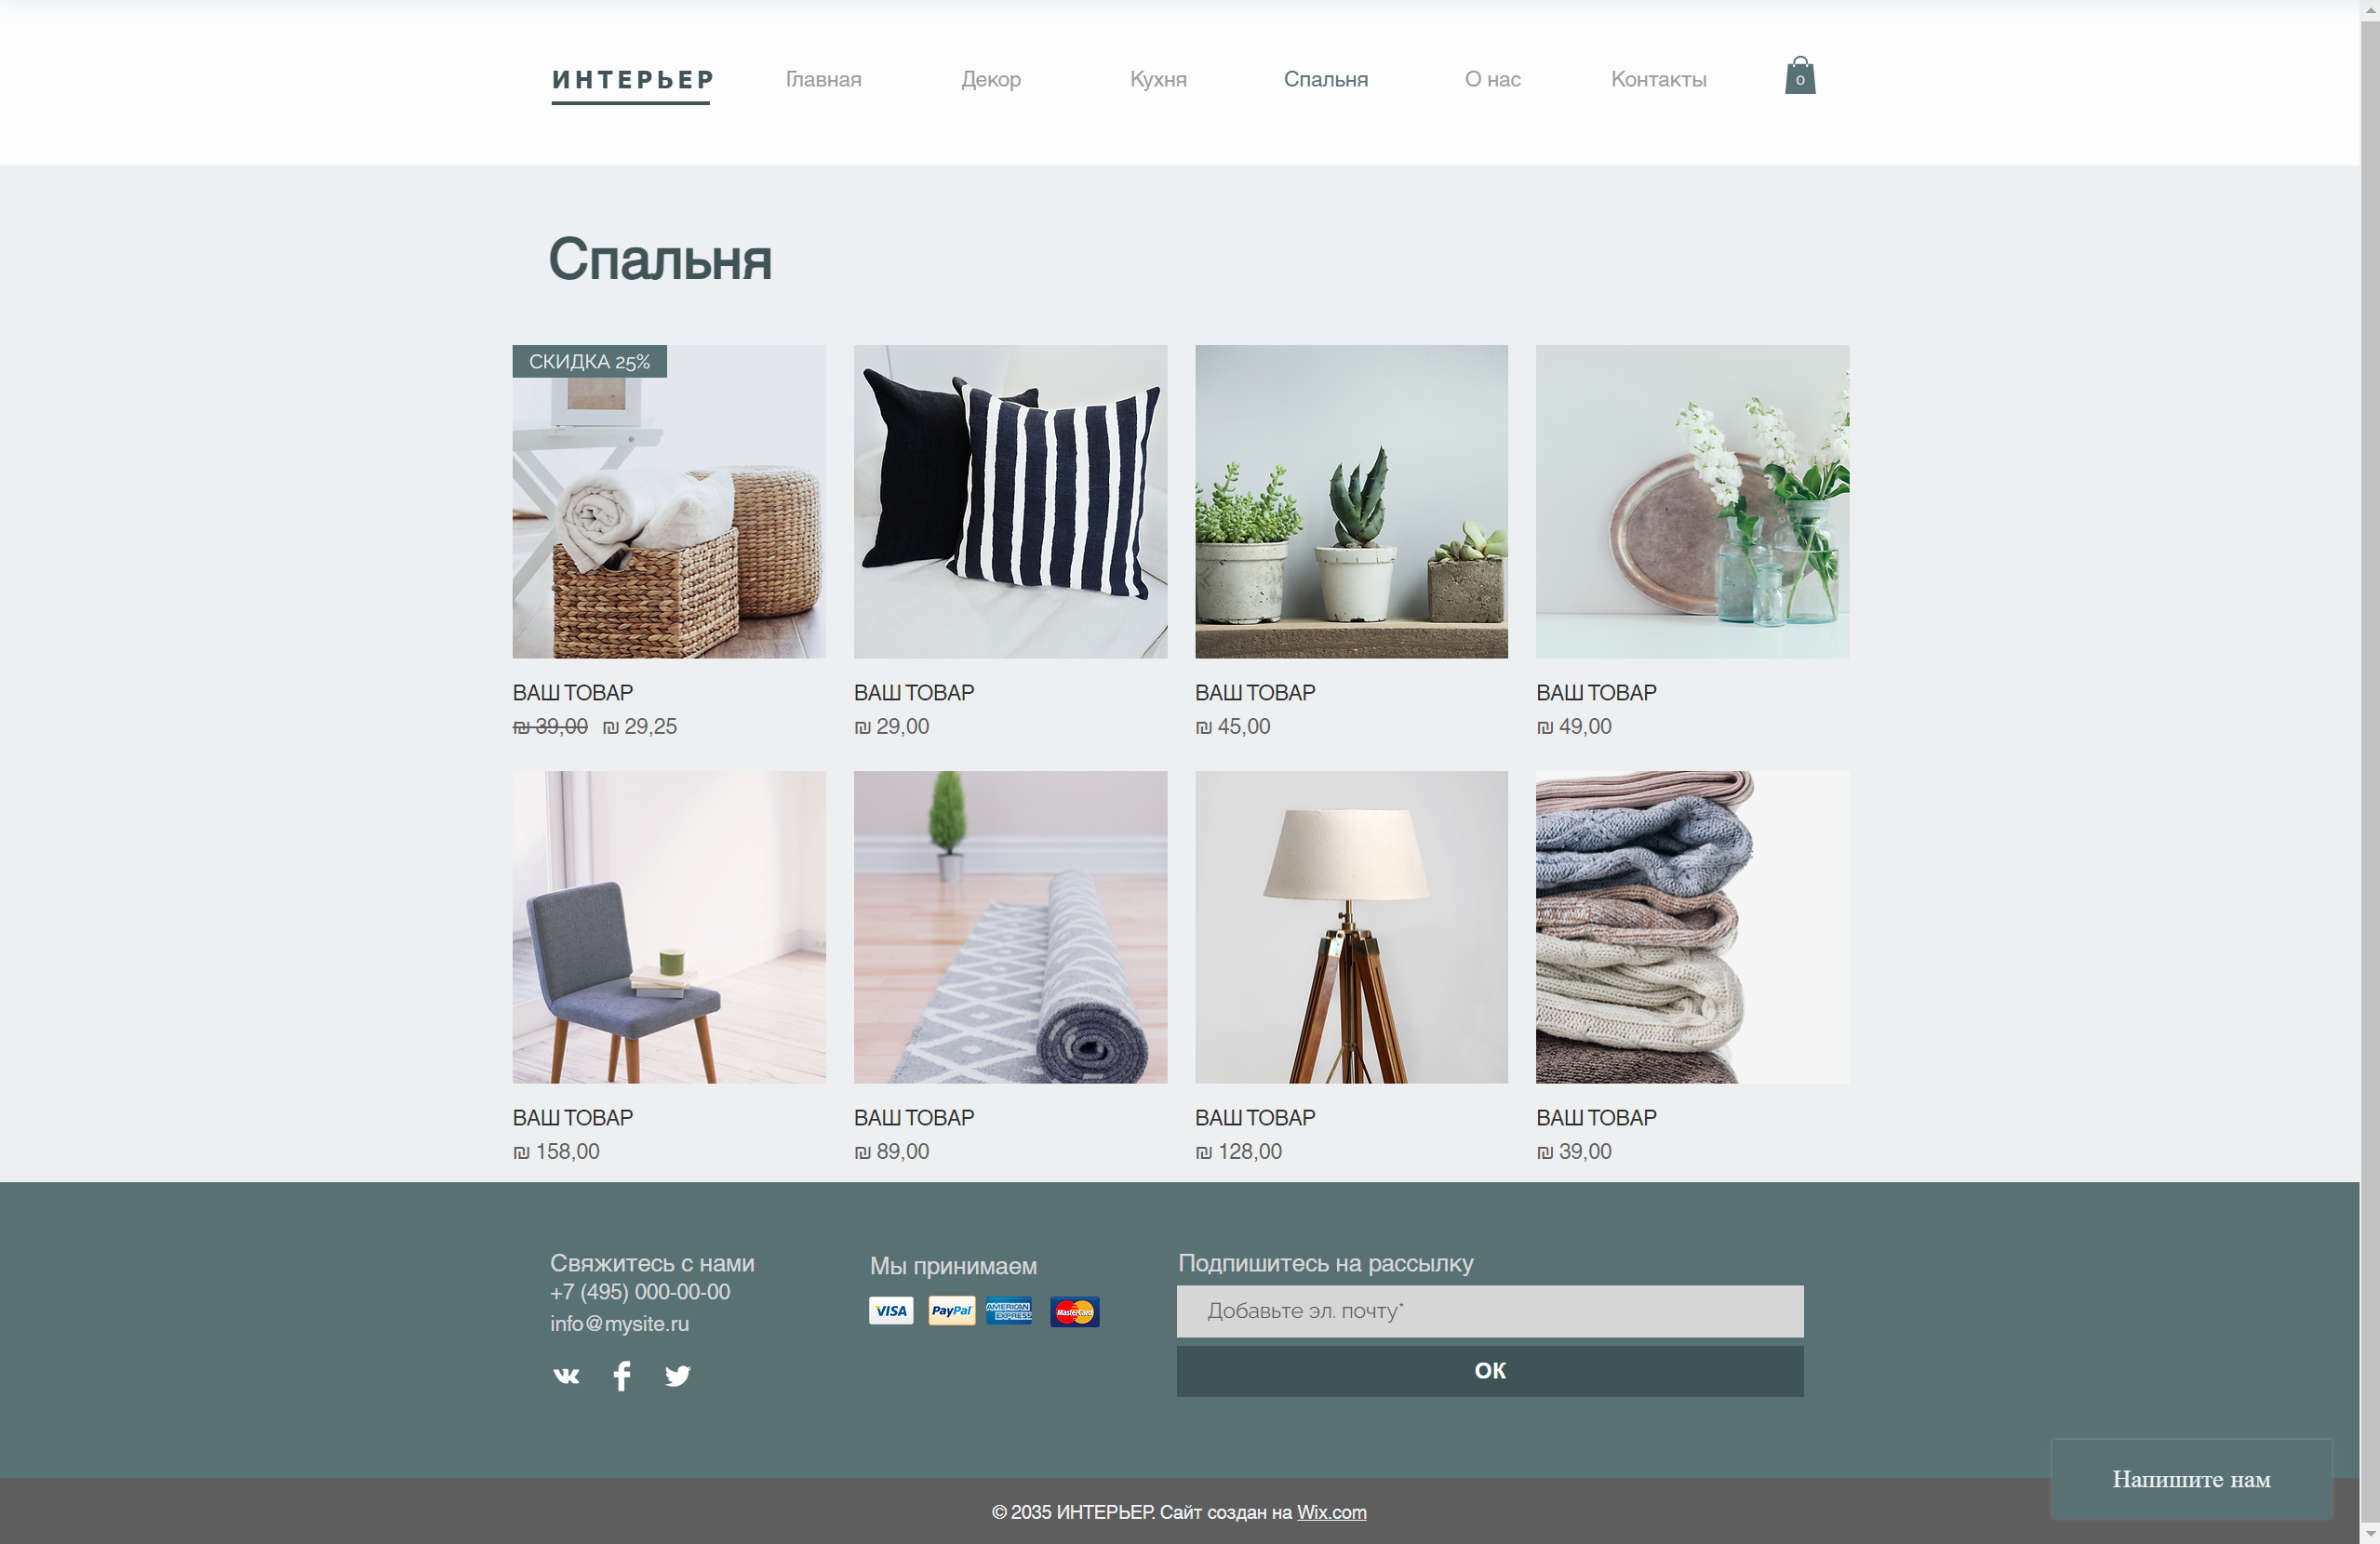 ИНТЕРЬЕР
Главная
Декор
Кухня
Спальня
О нас
Контакты
0
Спальня
СКИДКА 25%
ВАШ ТОВАР
₪ 39,00 ₪ 29,25
ВАШ ТОВАР
₪ 29,00
ВАШ ТОВАР
₪ 45,00
ВАШ ТОВАР
₪ 49,00
ВАШ ТОВАР
₪ 158,00
ВАШ ТОВАР
₪ 89,00
ВАШ ТОВАР
₪ 128,00
ВАШ ТОВАР
₪ 39,00
Свяжитесь с нами
+7 (495) 000-00-00
info@mysite.ru
Мы принимаем
VISA
PayPal
AMERICAN
EXPRESS
MasterCard
Подпишитесь на рассылку
Добавьте эл. почту*
ОК
Напишите нам
© 2035 ИНТЕРЬЕР. Сайт создан на Wix.com